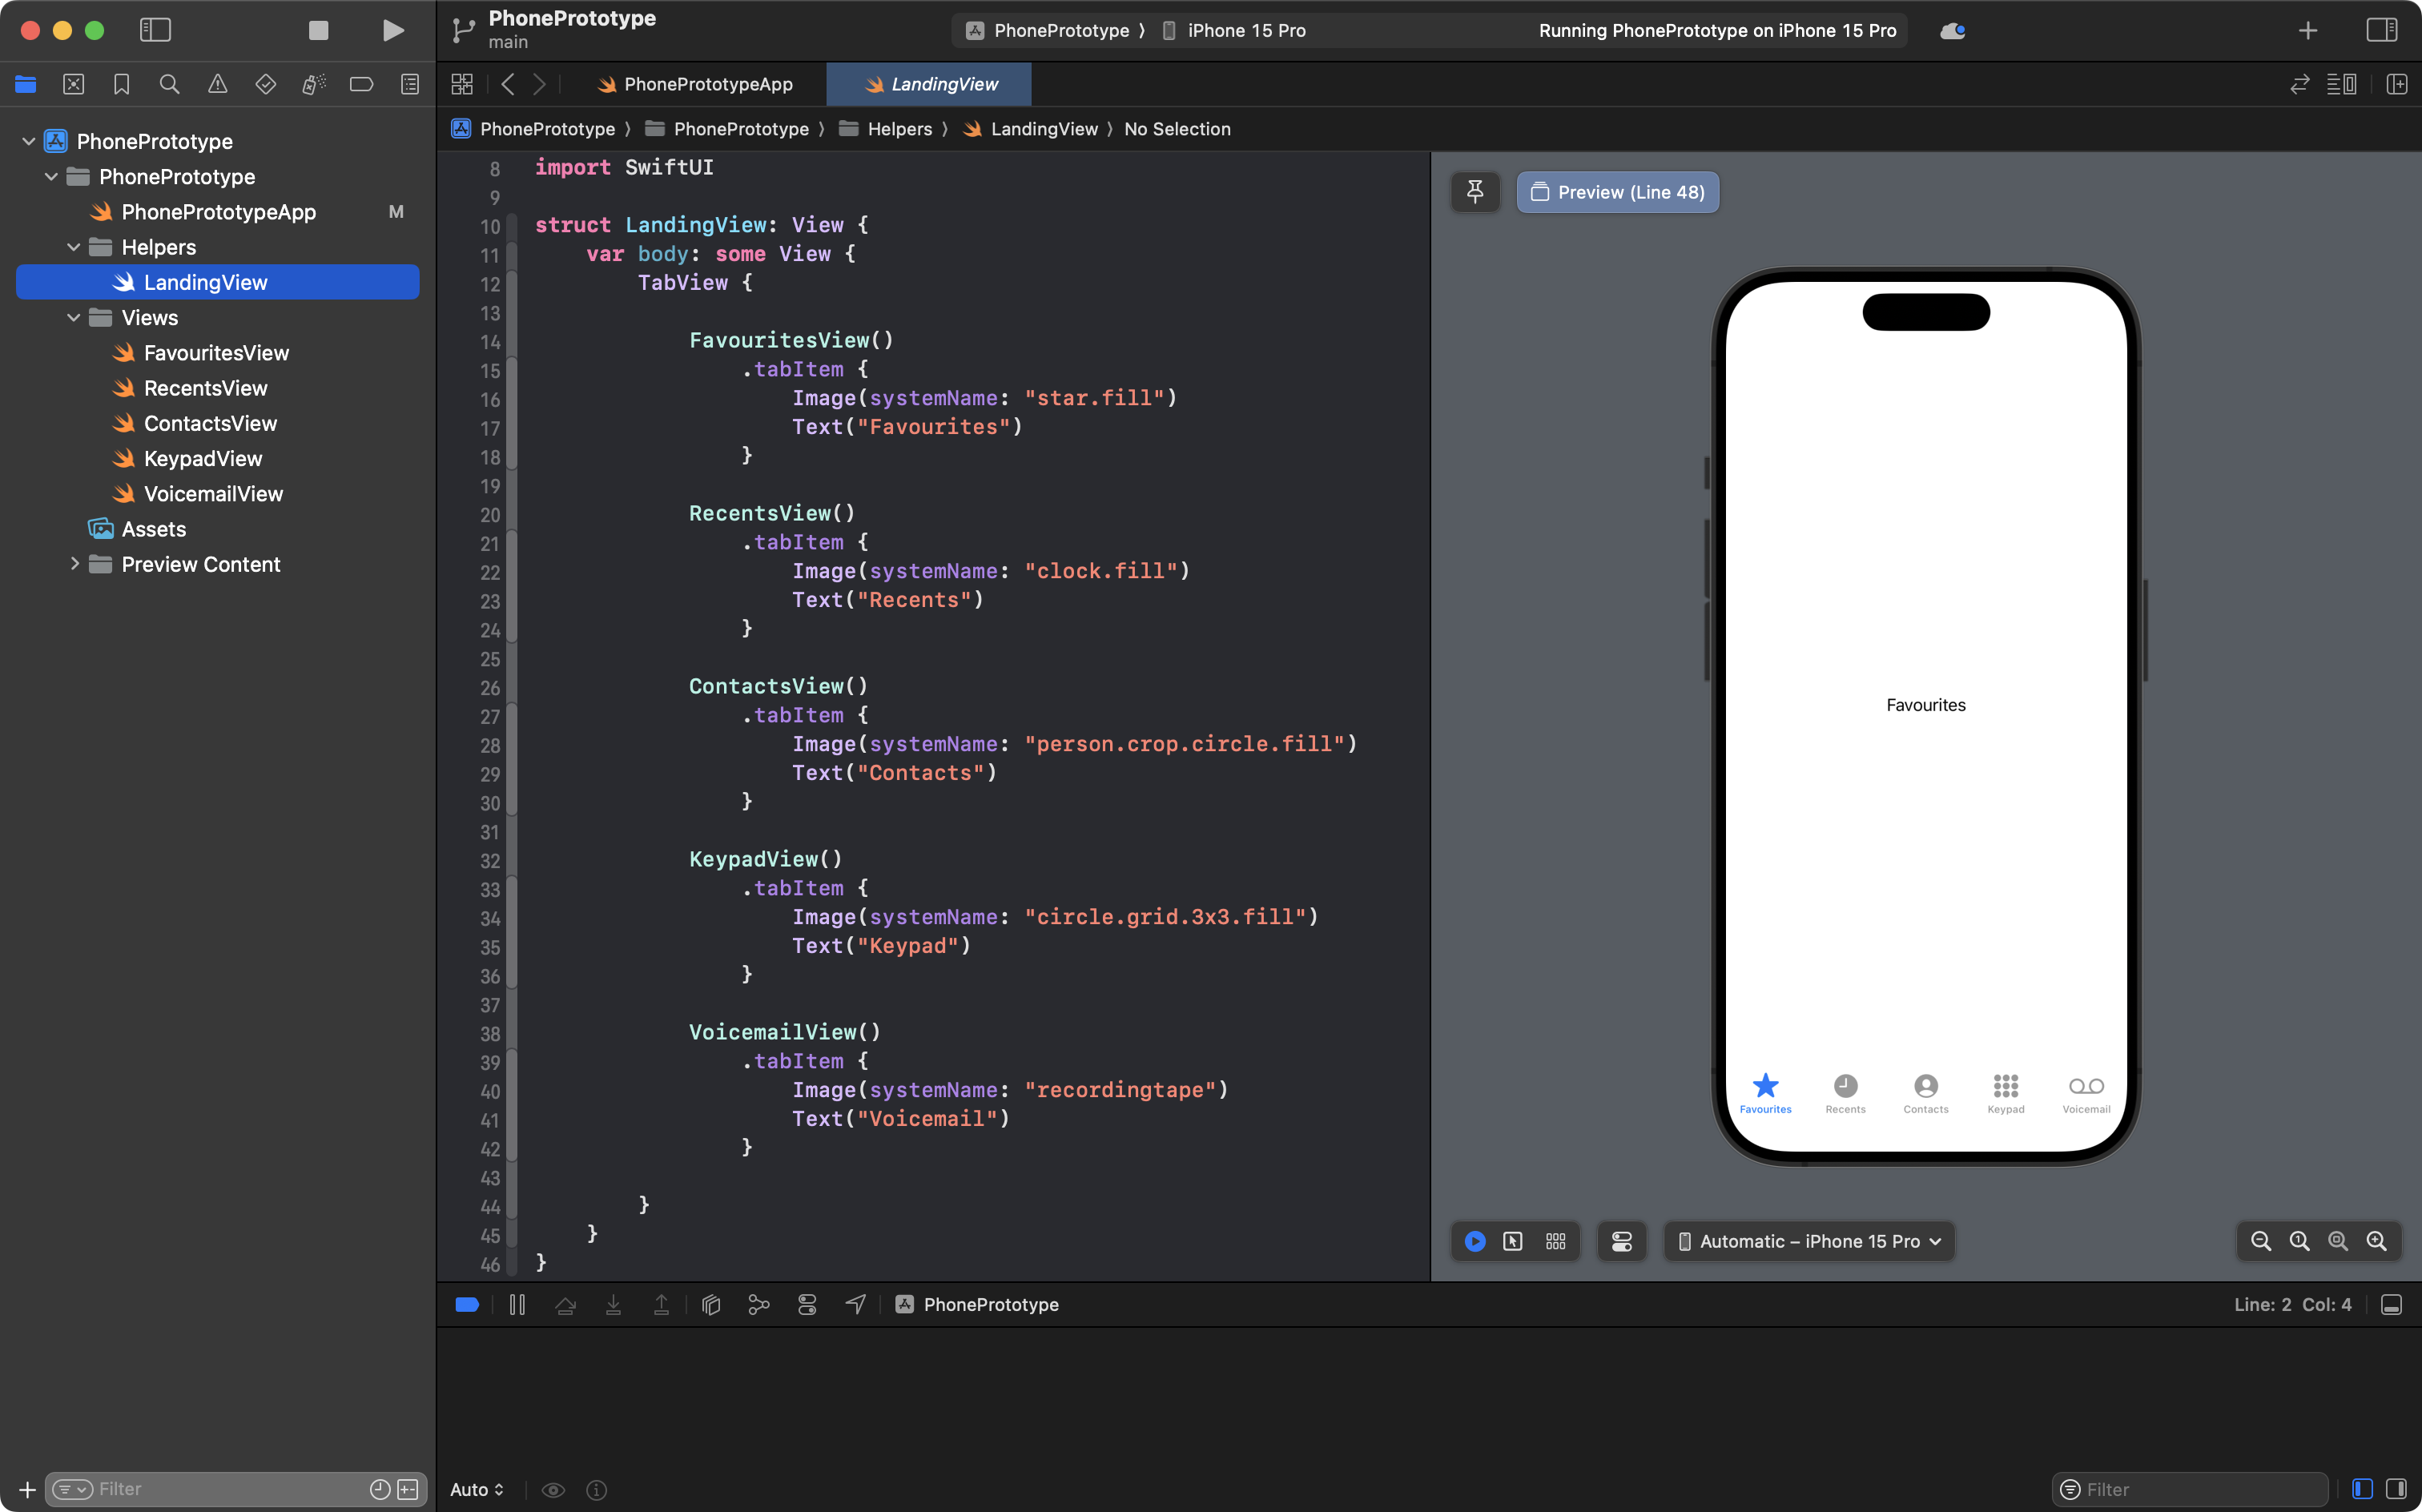 PhonePrototype
main
PhonePrototype 〉 iPhone 15 Pro
Running PhonePrototype on iPhone 15 Pro
PhonePrototypeApp
LandingView
PhonePrototype 〉 PhonePrototype 〉 Helpers 〉 LandingView 〉 No Selection
PhonePrototype
PhonePrototype
PhonePrototypeApp M
Helpers
LandingView
Views
FavouritesView
RecentsView
ContactsView
KeypadView
VoicemailView
Assets
Preview Content
Filter
8 import SwiftUI
9
10 struct LandingView: View {
11 var body: some View {
12 TabView {
13
14 FavouritesView()
15 .tabItem {
16 Image(systemName: "star.fill")
17 Text("Favourites")
18 }
19
20 RecentsView()
21 .tabItem {
22 Image(systemName: "clock.fill")
23 Text("Recents")
24 }
25
26 ContactsView()
27 .tabItem {
28 Image(systemName: "person.crop.circle.fill")
29 Text("Contacts")
30 }
31
32 KeypadView()
33 .tabItem {
34 Image(systemName: "circle.grid.3x3.fill")
35 Text("Keypad")
36 }
37
38 VoicemailView()
39 .tabItem {
40 Image(systemName: "recordingtape")
41 Text("Voicemail")
42 }
43
44 }
45 }
46 }
Preview (Line 48)
Favourites
Favourites Recents Contacts Keypad Voicemail
Automatic – iPhone 15 Pro
PhonePrototype
Line: 2 Col: 4
Auto
Filter